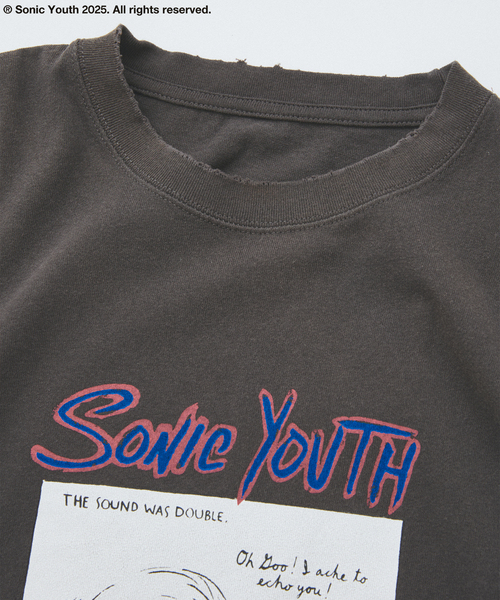 ® Sonic Youth 2025. All rights reserved.
SONIC YOUTH
THE SOUND WAS DOUBLE.
Oh Goo! I ache to
echo you!